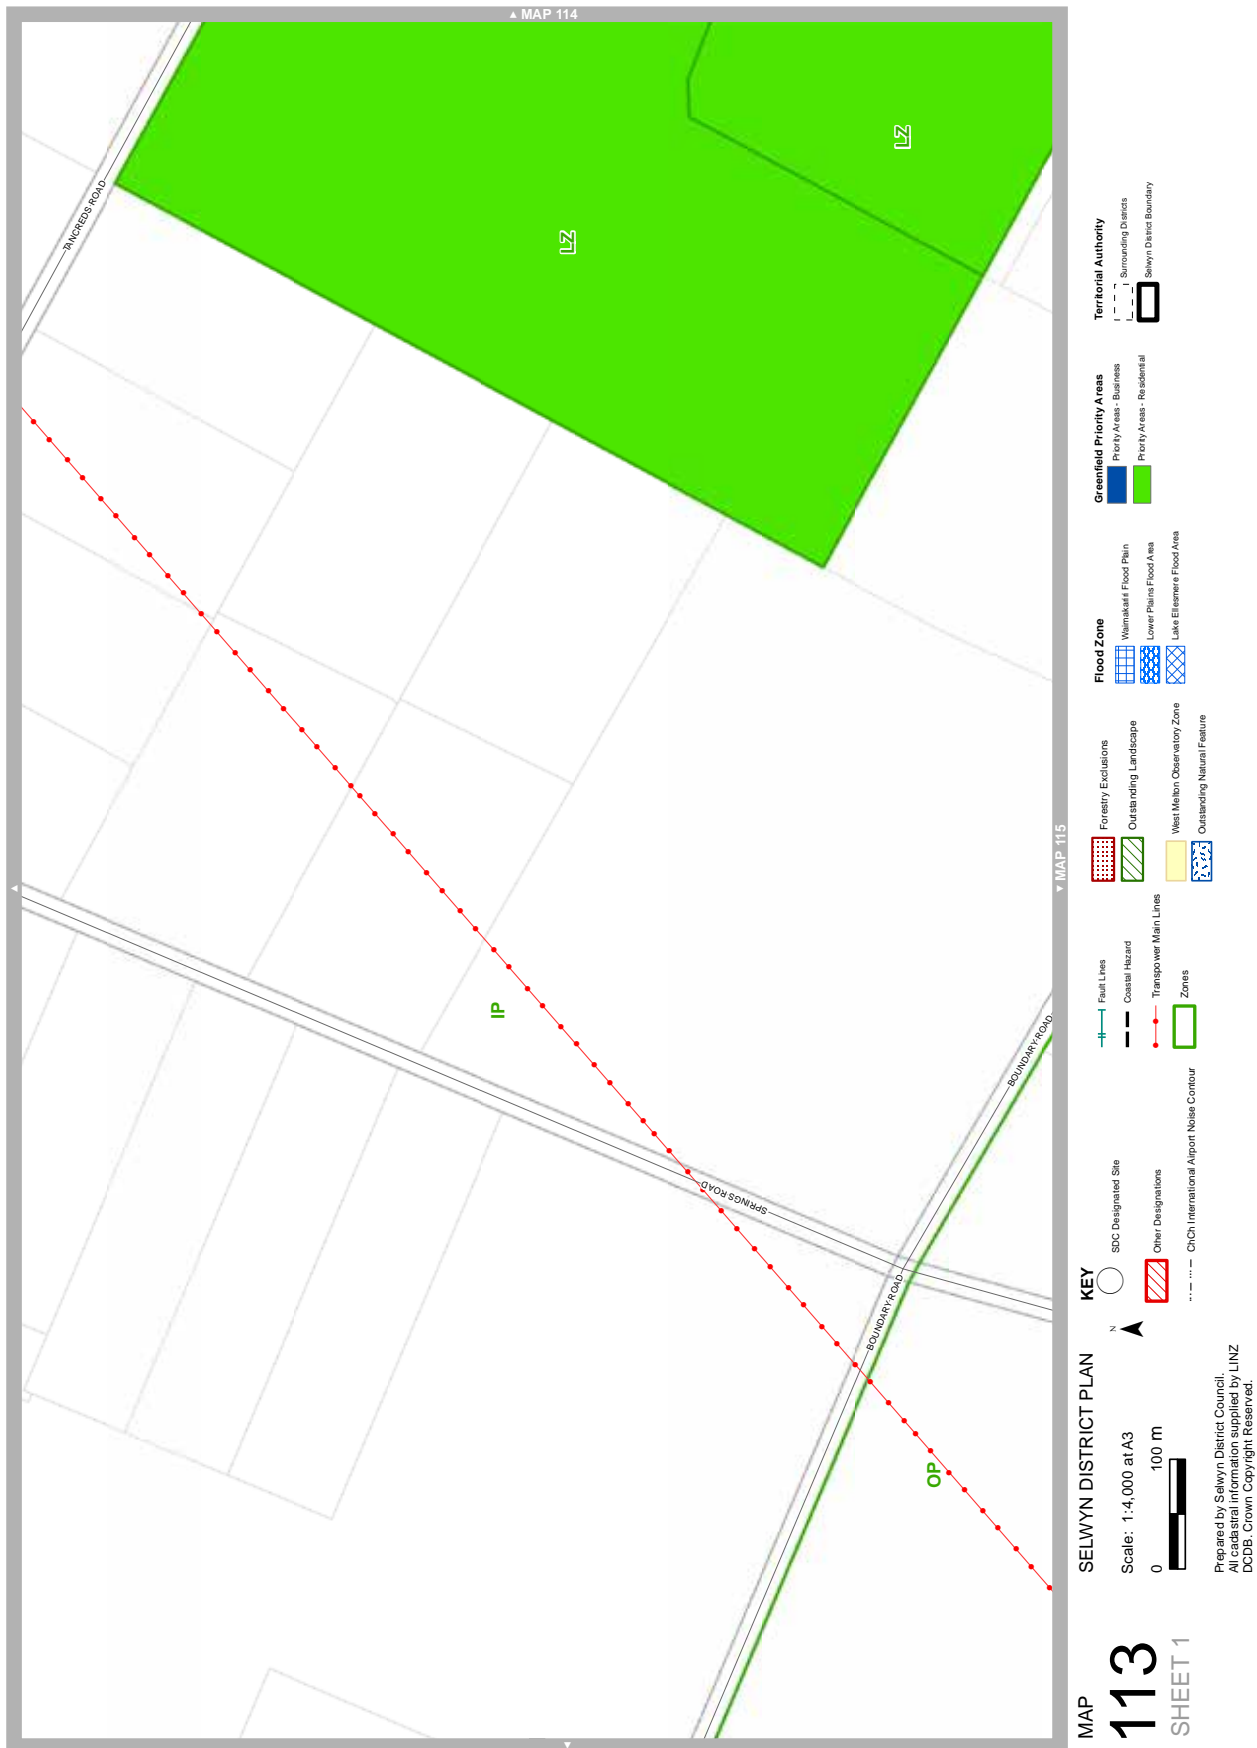 ▲ MAP 114
TANCREDS ROAD
LZ
LZ
IP
SPRINGS ROAD
BOUNDARY ROAD
BOUNDARY ROAD
OP
▼ MAP 115
MAP
113
SHEET 1
SELWYN DISTRICT PLAN
Scale: 1:4,000 at A3
0 100 m
Prepared by Selwyn District Council.
All cadastral information supplied by LINZ
DCDB. Crown Copyright Reserved.
N
KEY
SDC Designated Site
Other Designations
ChCh International Airport Noise Contour
Fault Lines
Coastal Hazard
Transpower Main Lines
Zones
Forestry Exclusions
Outstanding Landscape
West Melton Observatory Zone
Outstanding Natural Feature
Flood Zone
Waimakariri Flood Plain
Lower Plains Flood Area
Lake Ellesmere Flood Area
Greenfield Priority Areas
Priority Areas - Business
Priority Areas - Residential
Territorial Authority
Surrounding Districts
Selwyn District Boundary